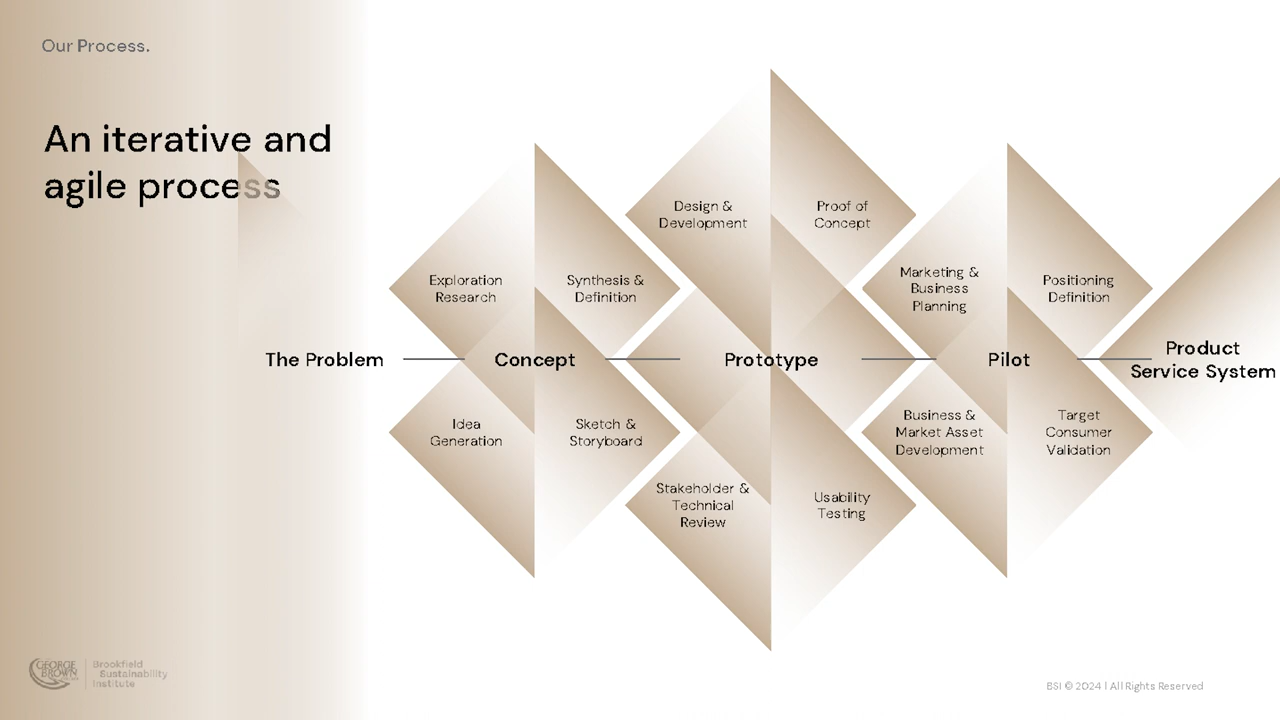 Our Process.
An iterative and
agile process
Design &
Development
Proof of
Concept
Exploration
Research
Synthesis &
Definition
Marketing &
Business
Planning
Positioning
Definition
The Problem
Concept
Prototype
Pilot
Product
Service System
Idea
Generation
Sketch &
Storyboard
Business &
Market Asset
Development
Target
Consumer
Validation
Stakeholder &
Technical
Review
Usability
Testing
GEORGE
BROWN
Brookfield
Sustainability
Institute
BSI © 2024 | All Rights Reserved